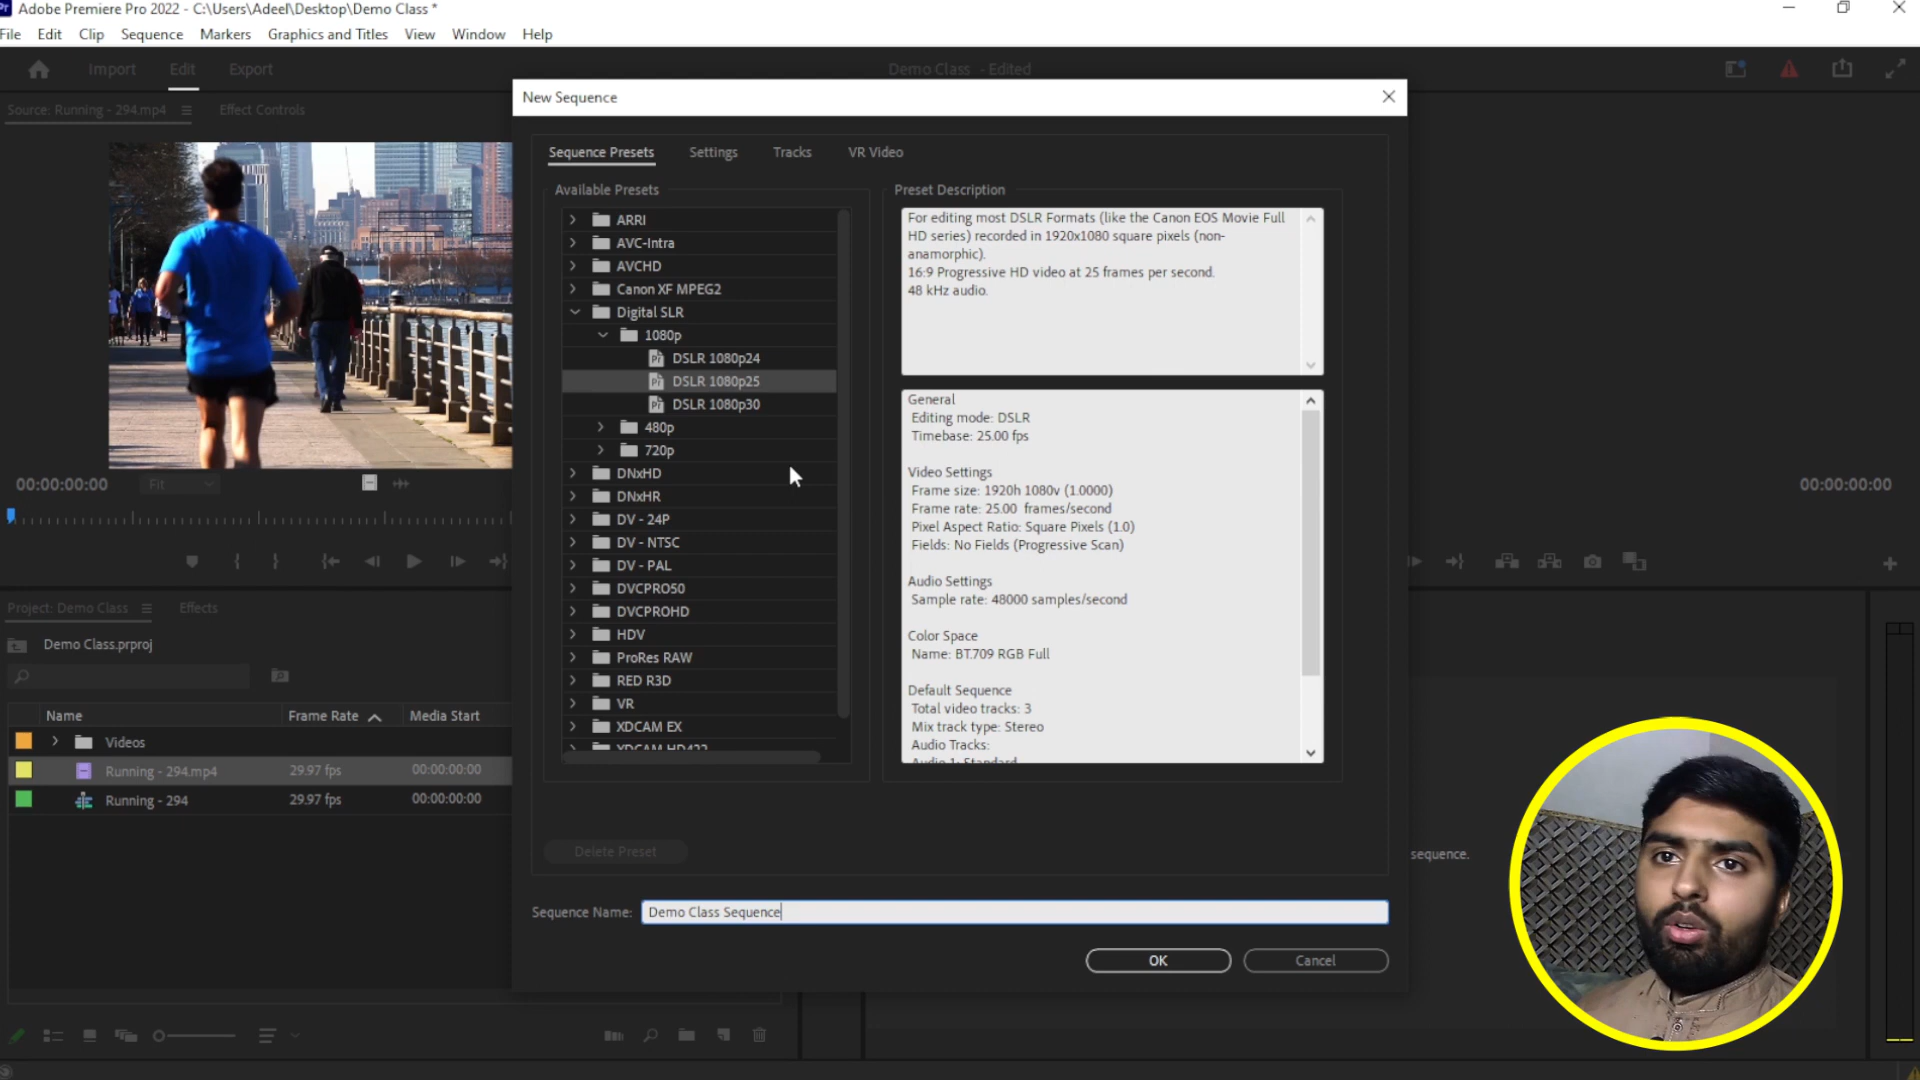 Adobe Premiere Pro 2022 - C:\Users\Adeel\Desktop\Demo Class *
File Edit Clip Sequence Markers Graphics and Titles View Window Help
Import Edit Export
Demo Class - Edited
Source: Running - 294.mp4
Effect Controls
00:00:00:00
Fit
Project: Demo Class
Effects
Demo Class.prproj
Name Frame Rate Media Start
Videos
Running - 294.mp4 29.97 fps 00:00:00:00
Running - 294 29.97 fps 00:00:00:00
New Sequence
Sequence Presets Settings Tracks VR Video
Available Presets
ARRI
AVC-Intra
AVCHD
Canon XF MPEG2
Digital SLR
1080p
DSLR 1080p24
DSLR 1080p25
DSLR 1080p30
480p
720p
DNxHD
DNxHR
DV - 24P
DV - NTSC
DV - PAL
DVCPRO50
DVCPROHD
HDV
ProRes RAW
RED R3D
VR
XDCAM EX
XDCAM HD422
Preset Description
For editing most DSLR Formats (like the Canon EOS Movie Full
HD series) recorded in 1920x1080 square pixels (non-
anamorphic).
16:9 Progressive HD video at 25 frames per second.
48 kHz audio.
General
Editing mode: DSLR
Timebase: 25.00 fps
Video Settings
Frame size: 1920h 1080v (1.0000)
Frame rate: 25.00 frames/second
Pixel Aspect Ratio: Square Pixels (1.0)
Fields: No Fields (Progressive Scan)
Audio Settings
Sample rate: 48000 samples/second
Color Space
Name: BT.709 RGB Full
Default Sequence
Total video tracks: 3
Mix track type: Stereo
Audio Tracks:
Audio 1: Standard
Delete Preset
Sequence Name: Demo Class Sequence
OK Cancel
00:00:00:00
sequence.